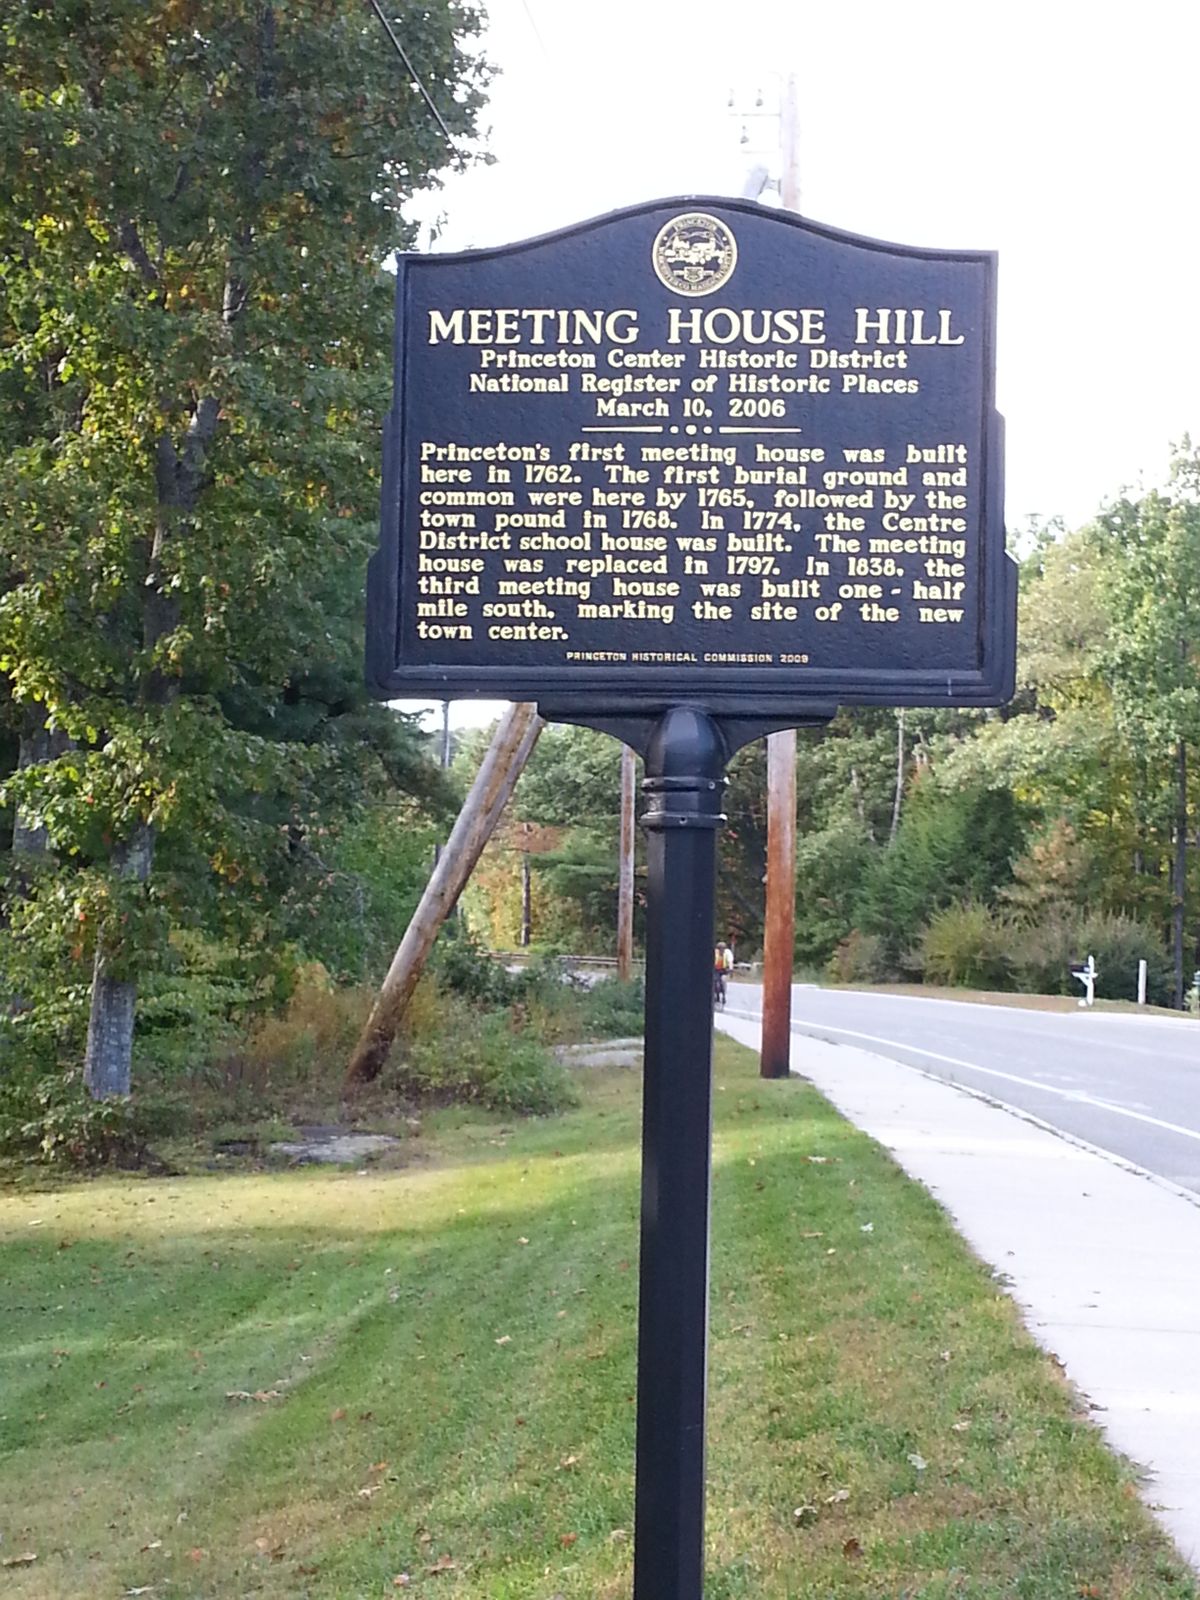 PRINCETON
MEETING HOUSE HILL
Princeton Center Historic District
National Register of Historic Places
March 10, 2006
Princeton's first meeting house was built
here in 1762. The first burial ground and
common were here by 1765, followed by the
town pound in 1768. In 1774, the Centre
District school house was built. The meeting
house was replaced in 1797. In 1838, the
third meeting house was built one - half
mile south, marking the site of the new
town center.
PRINCETON HISTORICAL COMMISSION 2009